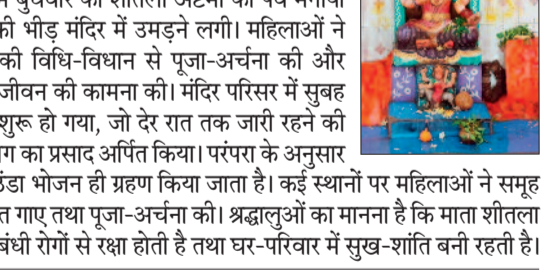 बुधवार को शीतला अष्टमी का पर्व मनाया
की भीड़ मंदिर में उमड़ने लगी। महिलाओं ने
की विधि-विधान से पूजा-अर्चना की और
जीवन की कामना की। मंदिर परिसर में सुबह
शुरू हो गया, जो देर रात तक जारी रहने की
का प्रसाद अर्पित किया। परंपरा के अनुसार
ठंडा भोजन ही ग्रहण किया जाता है। कई स्थानों पर महिलाओं ने समूह
गाए तथा पूजा-अर्चना की। श्रद्धालुओं का मानना है कि माता शीतला
रोगों से रक्षा होती है तथा घर-परिवार में सुख-शांति बनी रहती है।